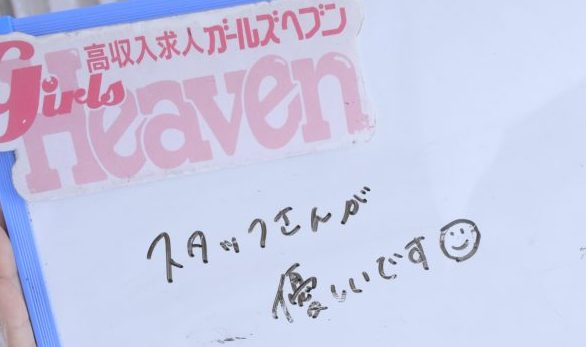 高収入求人ガールズヘブン
Girls
Heaven
スタッフさんが
優しいです